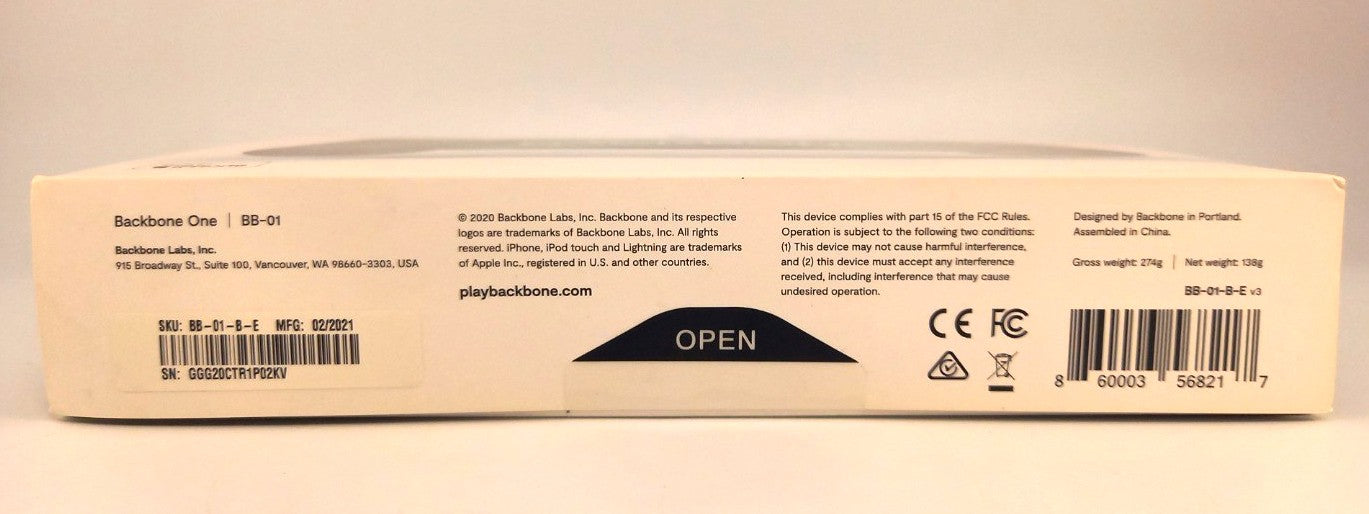 Backbone One | BB-01
Backbone Labs, Inc.
915 Broadway St., Suite 100, Vancouver, WA 98660-3303, USA
SKU: BB-01-B-E MFG: 02/2021
SN: GGG20CTR1P02KV
© 2020 Backbone Labs, Inc. Backbone and its respective
logos are trademarks of Backbone Labs, Inc. All rights
reserved. iPhone, iPod touch and Lightning are trademarks
of Apple Inc., registered in U.S. and other countries.
playbackbone.com
OPEN
This device complies with part 15 of the FCC Rules.
Operation is subject to the following two conditions:
(1) This device may not cause harmful interference,
and (2) this device must accept any interference
received, including interference that may cause
undesired operation.
CE FC
Designed by Backbone in Portland.
Assembled in China.
Gross weight: 274g | Net weight: 138g
BB-01-B-E v3
8 60003 56821 7